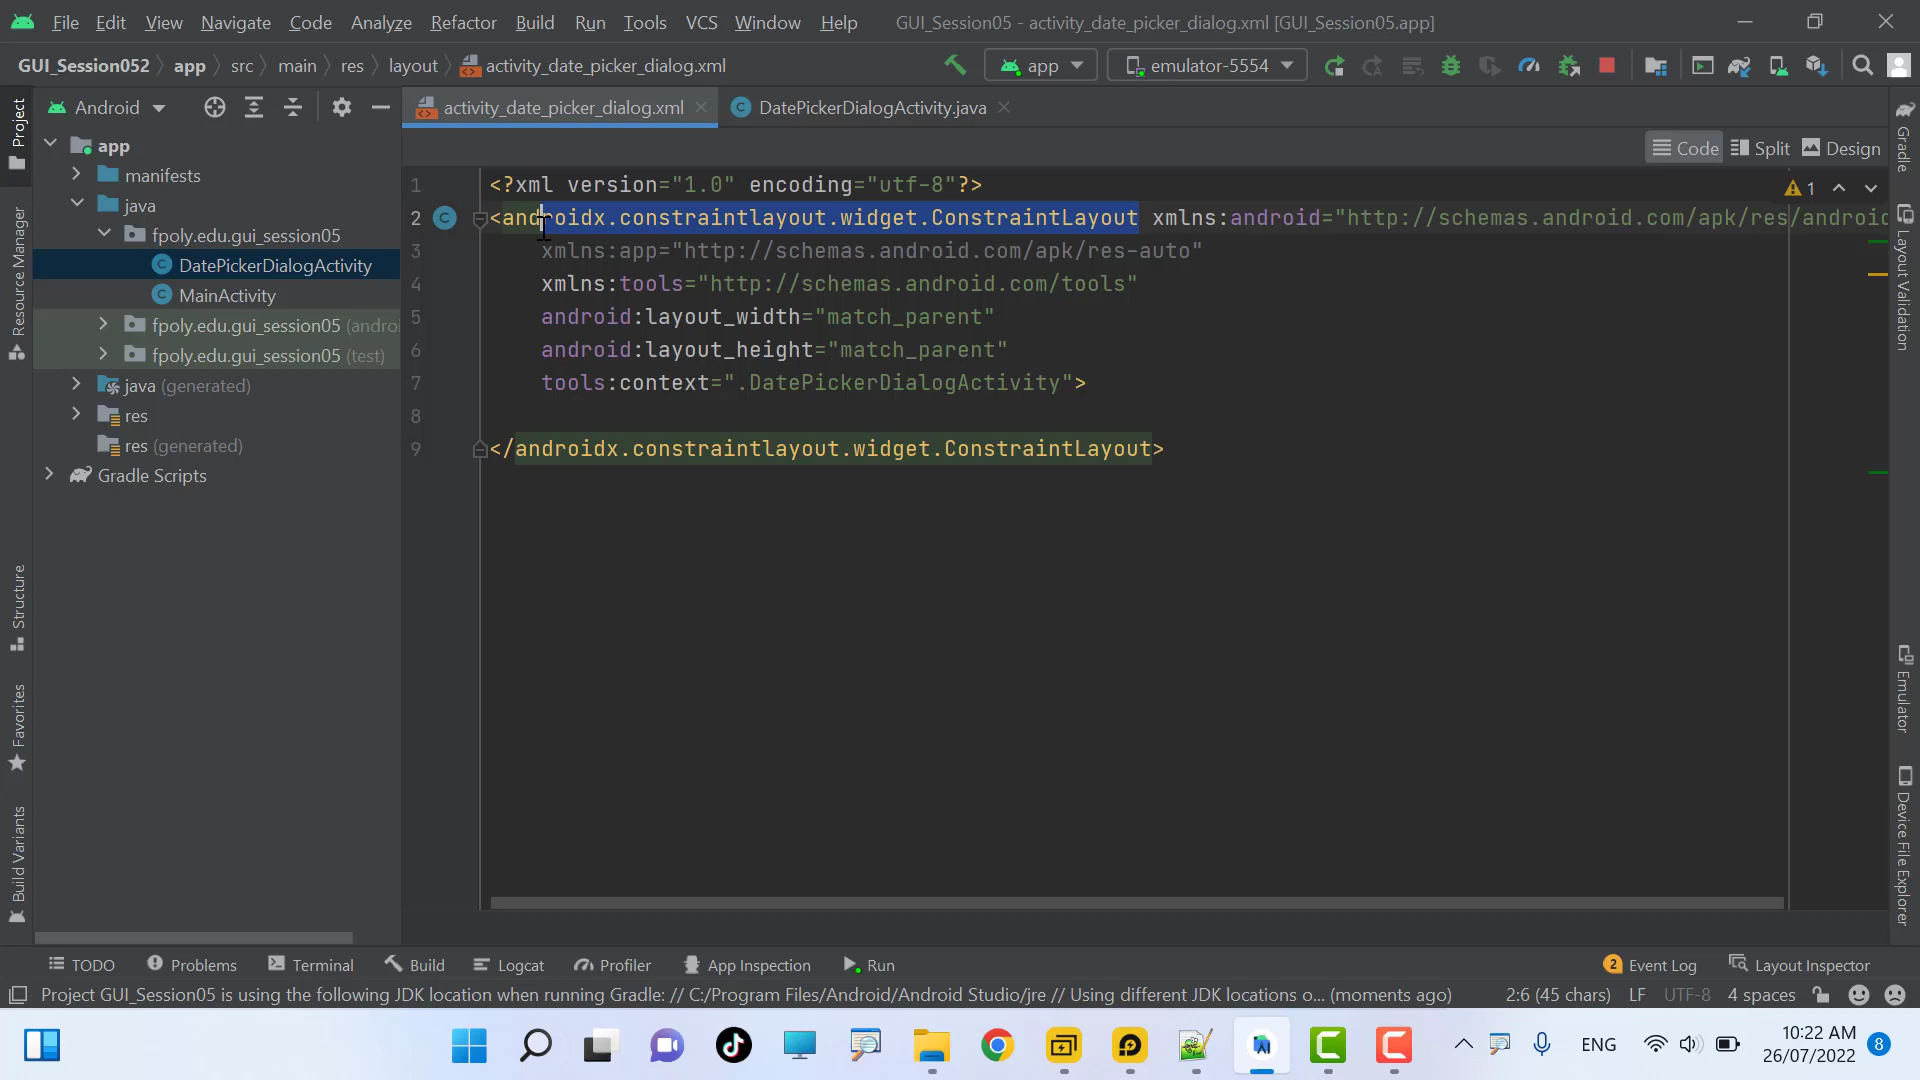 File Edit View Navigate Code Analyze Refactor Build Run Tools VCS Window Help GUI_Session05 - activity_date_picker_dialog.xml [GUI_Session05.app]
GUI_Session052 app src main res layout activity_date_picker_dialog.xml app emulator-5554
Project
Resource Manager
Structure
Favorites
Build Variants
Android
app
manifests
java
fpoly.edu.gui_session05
DatePickerDialogActivity
MainActivity
fpoly.edu.gui_session05 (androi
fpoly.edu.gui_session05 (test)
java (generated)
res
res (generated)
Gradle Scripts
activity_date_picker_dialog.xml DatePickerDialogActivity.java
Code Split Design
1
1 <?xml version="1.0" encoding="utf-8"?>
2 <androidx.constraintlayout.widget.ConstraintLayout xmlns:android="http://schemas.android.com/apk/res/android
3 xmlns:app="http://schemas.android.com/apk/res-auto"
4 xmlns:tools="http://schemas.android.com/tools"
5 android:layout_width="match_parent"
6 android:layout_height="match_parent"
7 tools:context=".DatePickerDialogActivity">
8
9 </androidx.constraintlayout.widget.ConstraintLayout>
Gradle
Layout Validation
Emulator
Device File Explorer
TODO Problems Terminal Build Logcat Profiler App Inspection Run 2 Event Log Layout Inspector
Project GUI_Session05 is using the following JDK location when running Gradle: // C:/Program Files/Android/Android Studio/jre // Using different JDK locations o... (moments ago) 2:6 (45 chars) LF UTF-8 4 spaces
ENG
10:22 AM
26/07/2022
8